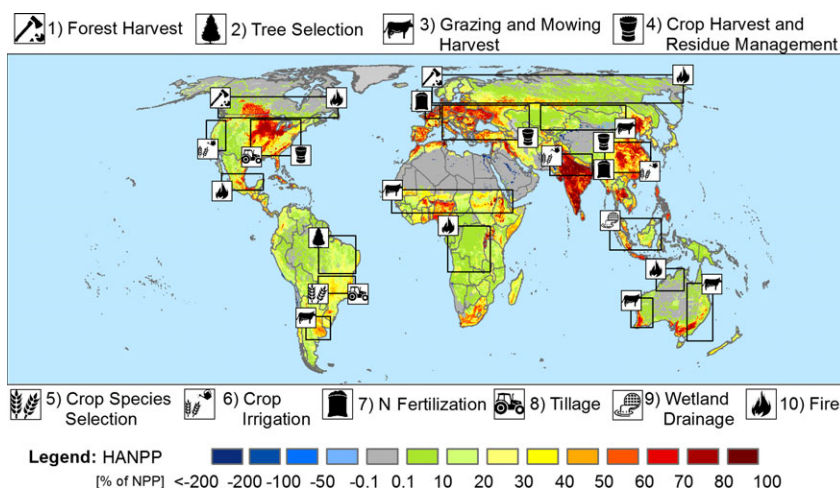 1) Forest Harvest
2) Tree Selection
3) Grazing and Mowing
Harvest
4) Crop Harvest and
Residue Management
5) Crop Species
Selection
6) Crop
Irrigation
7) N Fertilization
8) Tillage
9) Wetland
Drainage
10) Fire
Legend: HANPP
[% of NPP] <-200 -200 -100 -50 -0.1 0.1 10 20 30 40 50 60 70 80 100